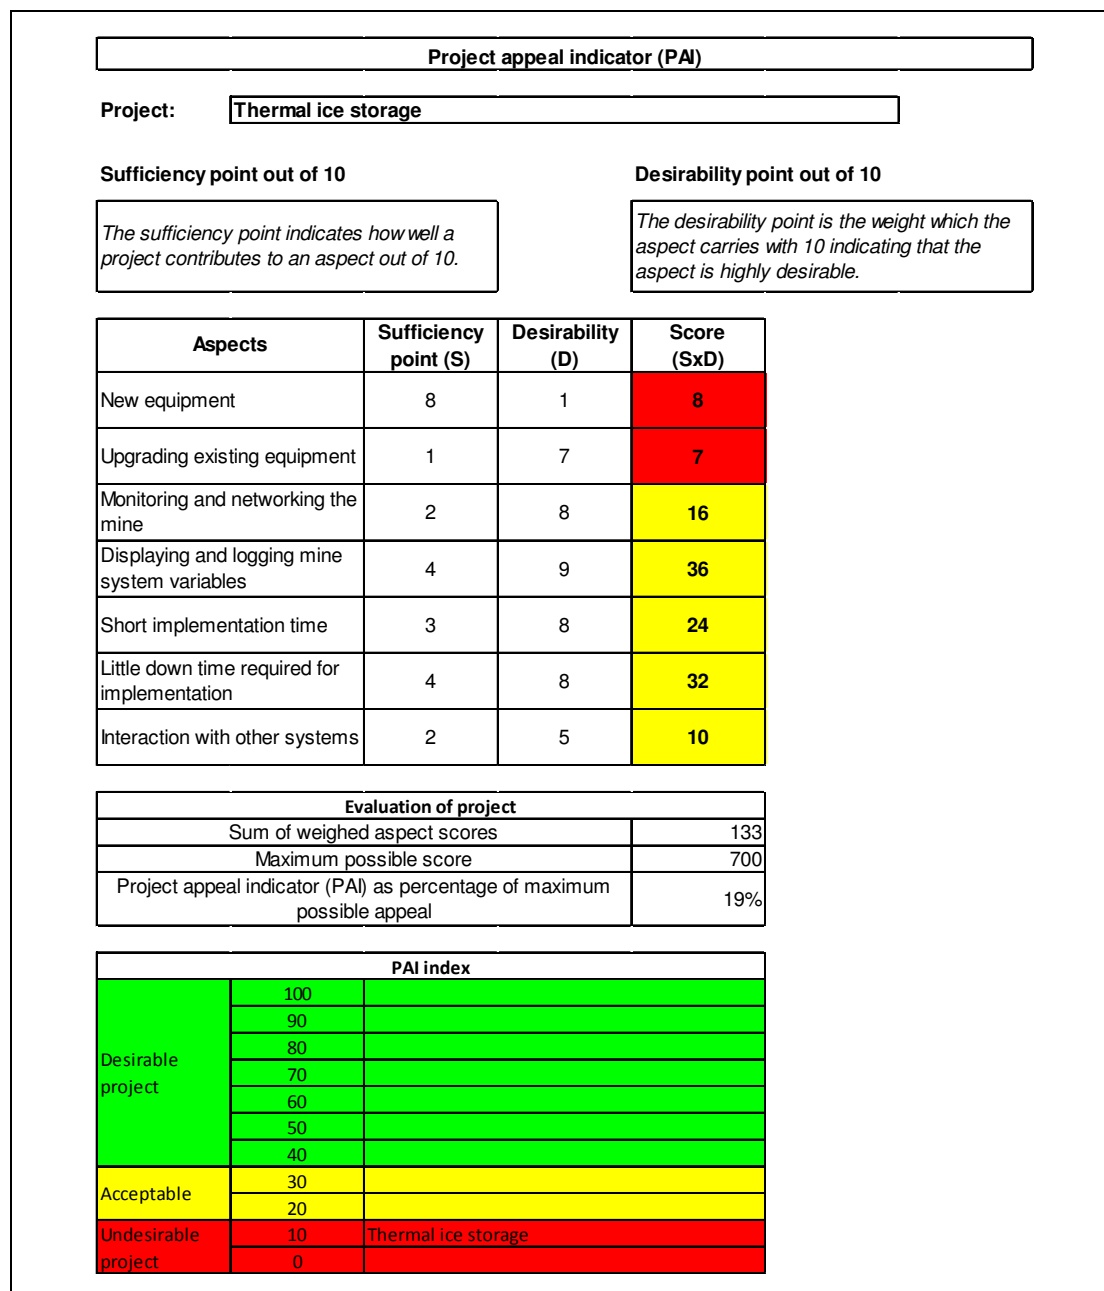 Project appeal indicator (PAI)
Project: Thermal ice storage
Sufficiency point out of 10 Desirability point out of 10
The sufficiency point indicates how well a
project contributes to an aspect out of 10.
The desirability point is the weight which the
aspect carries with 10 indicating that the
aspect is highly desirable.
Aspects Sufficiency point (S) Desirability (D) Score (SxD)
New equipment 8 1 8
Upgrading existing equipment 1 7 7
Monitoring and networking the
mine 2 8 16
Displaying and logging mine
system variables 4 9 36
Short implementation time 3 8 24
Little down time required for
implementation 4 8 32
Interaction with other systems 2 5 10
Evaluation of project
Sum of weighed aspect scores 133
Maximum possible score 700
Project appeal indicator (PAI) as percentage of maximum
possible appeal 19%
PAI index
Desirable
project
100
90
80
70
60
50
40
Acceptable
30
20
Undesirable
project
10 Thermal ice storage
0